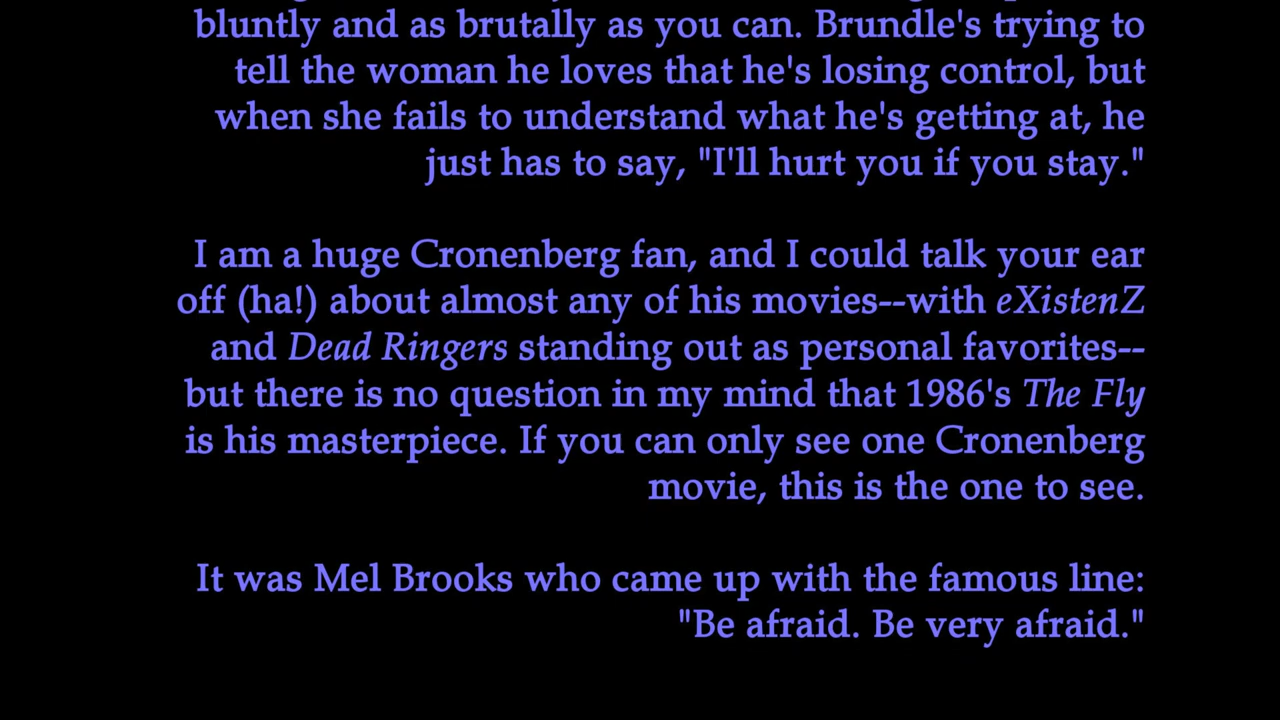 bluntly and as brutally as you can. Brundle's trying to
tell the woman he loves that he's losing control, but
when she fails to understand what he's getting at, he
just has to say, "I'll hurt you if you stay."
I am a huge Cronenberg fan, and I could talk your ear
off (ha!) about almost any of his movies--with eXistenZ
and Dead Ringers standing out as personal favorites--
but there is no question in my mind that 1986's The Fly
is his masterpiece. If you can only see one Cronenberg
movie, this is the one to see.
It was Mel Brooks who came up with the famous line:
"Be afraid. Be very afraid."